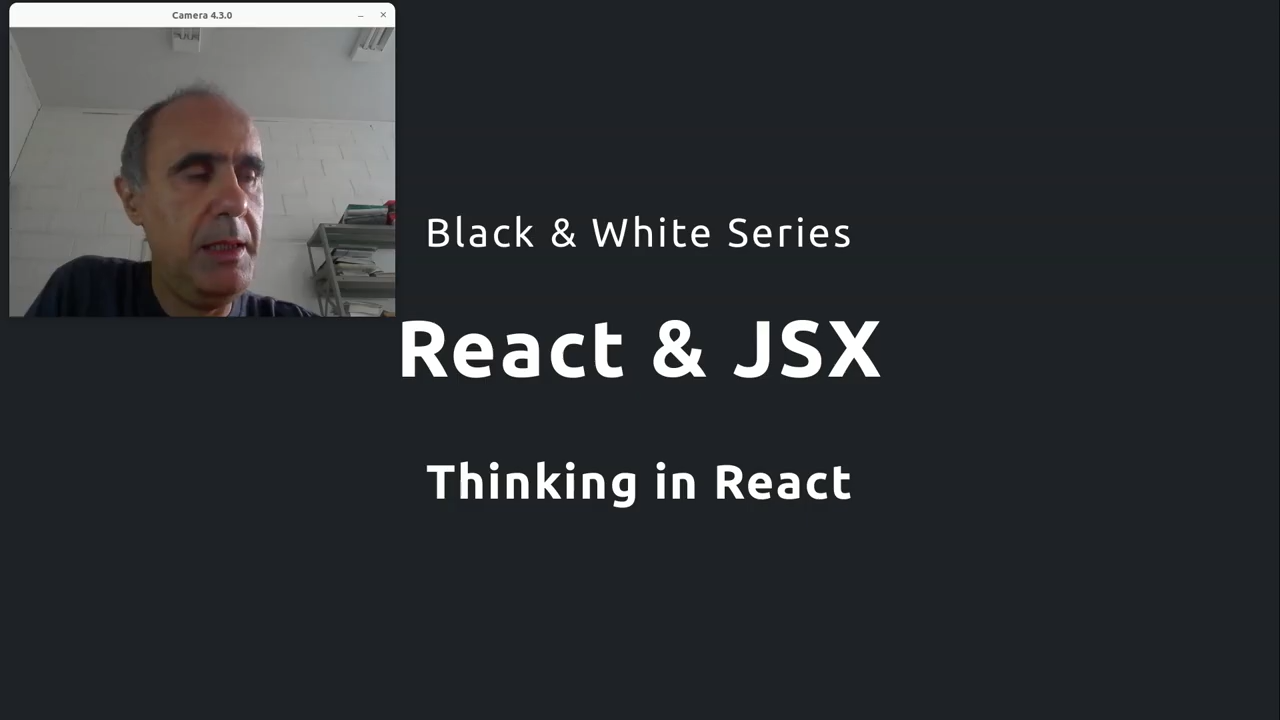 Camera 4.3.0
Black & White Series
React & JSX
Thinking in React